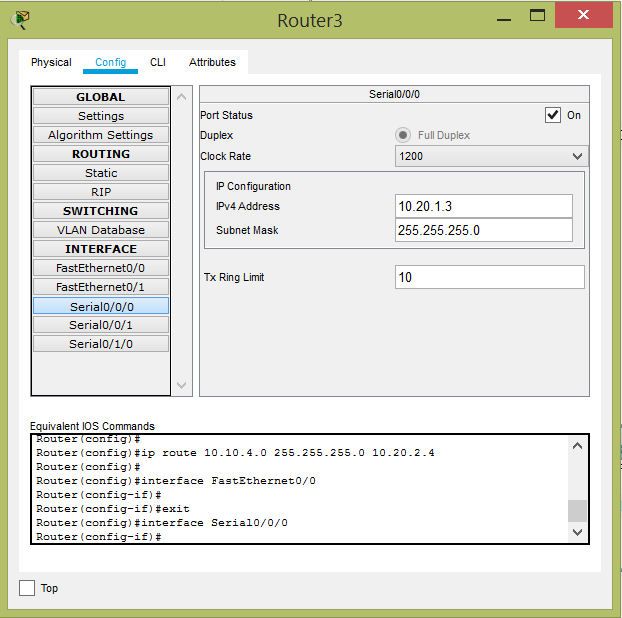 Router3
Physical Config CLI Attributes
GLOBAL
Settings
Algorithm Settings
ROUTING
Static
RIP
SWITCHING
VLAN Database
INTERFACE
FastEthernet0/0
FastEthernet0/1
Serial0/0/0
Serial0/0/1
Serial0/1/0
Serial0/0/0
Port Status On
Duplex Full Duplex
Clock Rate 1200
IP Configuration
IPv4 Address 10.20.1.3
Subnet Mask 255.255.255.0
Tx Ring Limit 10
Equivalent IOS Commands
Router(config)#
Router(config)#ip route 10.10.4.0 255.255.255.0 10.20.2.4
Router(config)#
Router(config)#interface FastEthernet0/0
Router(config-if)#
Router(config-if)#exit
Router(config)#interface Serial0/0/0
Router(config-if)#
Top